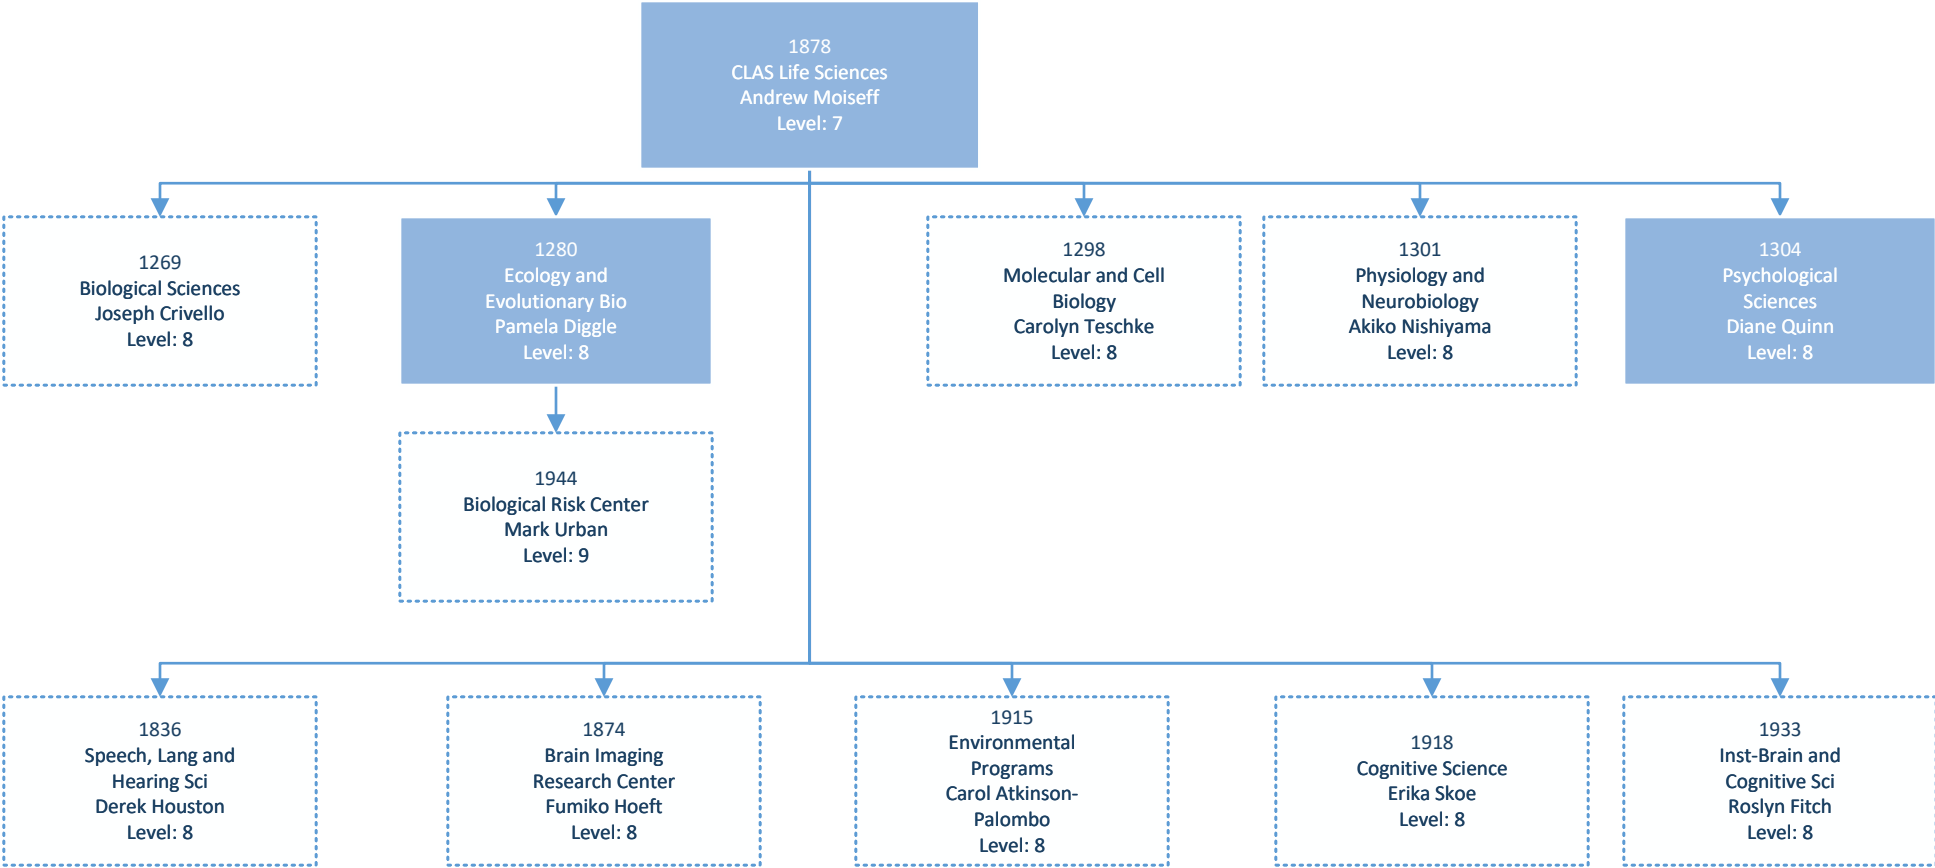 1878
CLAS Life Sciences
Andrew Moiseff
Level: 7
1269
Biological Sciences
Joseph Crivello
Level: 8
1280
Ecology and
Evolutionary Bio
Pamela Diggle
Level: 8
1298
Molecular and Cell
Biology
Carolyn Teschke
Level: 8
1301
Physiology and
Neurobiology
Akiko Nishiyama
Level: 8
1304
Psychological
Sciences
Diane Quinn
Level: 8
1944
Biological Risk Center
Mark Urban
Level: 9
1836
Speech, Lang and
Hearing Sci
Derek Houston
Level: 8
1874
Brain Imaging
Research Center
Fumiko Hoeft
Level: 8
1915
Environmental
Programs
Carol Atkinson-
Palombo
Level: 8
1918
Cognitive Science
Erika Skoe
Level: 8
1933
Inst-Brain and
Cognitive Sci
Roslyn Fitch
Level: 8